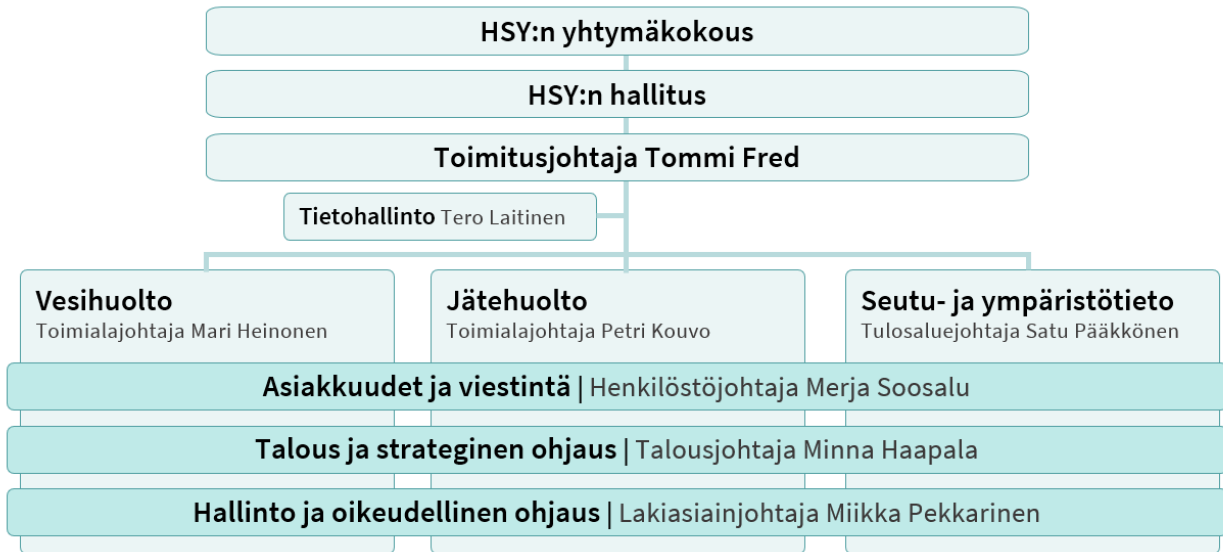 HSY:n yhtymäkokous
HSY:n hallitus
Toimitusjohtaja Tommi Fred
Tietohallinto Tero Laitinen
Vesihuolto
Toimialajohtaja Mari Heinonen
Jätehuolto
Toimialajohtaja Petri Kouvo
Seutu- ja ympäristötieto
Tulosaluejohtaja Satu Pääkkönen
Asiakkuudet ja viestintä | Henkilöstöjohtaja Merja Soosalu
Talous ja strateginen ohjaus | Talousjohtaja Minna Haapala
Hallinto ja oikeudellinen ohjaus | Lakiasiainjohtaja Miikka Pekkarinen